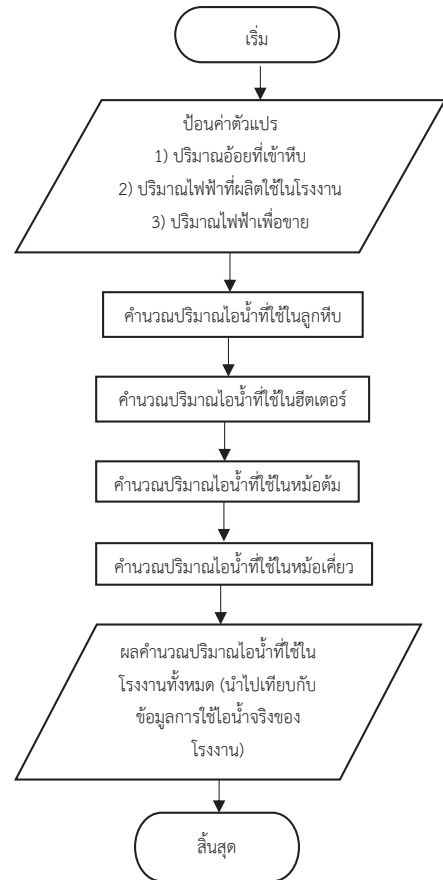 เริ่ม
ป้อนค่าตัวแปร
1) ปริมาณอ้อยที่เข้าหีบ
2) ปริมาณไฟฟ้าที่ผลิตใช้ในโรงงาน
3) ปริมาณไฟฟ้าเพื่อขาย
คำนวณปริมาณไอน้ำที่ใช้ในลูกหีบ
คำนวณปริมาณไอน้ำที่ใช้ในฮีตเตอร์
คำนวณปริมาณไอน้ำที่ใช้ในหม้อต้ม
คำนวณปริมาณไอน้ำที่ใช้ในหม้อเคี่ยว
ผลคำนวณปริมาณไอน้ำที่ใช้ใน
โรงงานทั้งหมด (นำไปเทียบกับ
ข้อมูลการใช้ไอน้ำจริงของ
โรงงาน)
สิ้นสุด